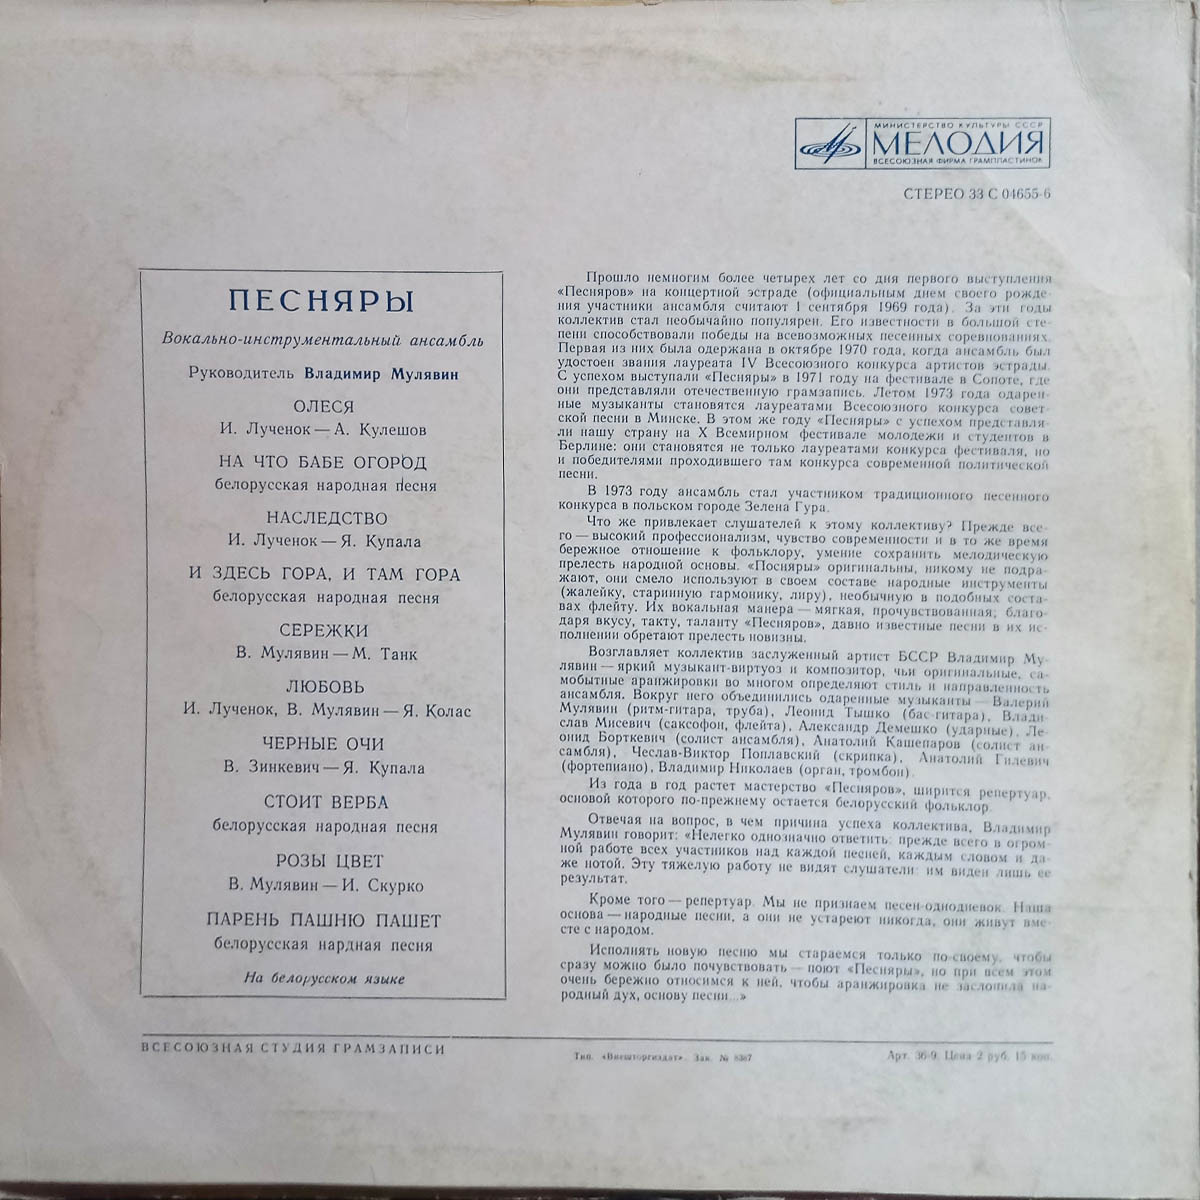 МИНИСТЕРСТВО КУЛЬТУРЫ СССР
МЕЛОДИЯ
ВСЕСОЮЗНАЯ ФИРМА ГРАМПЛАСТИНОК
СТЕРЕО 33 С 04655-6
ПЕСНЯРЫ
Вокально-инструментальный ансамбль
Руководитель Владимир Мулявин
ОЛЕСЯ
И. Лученок — А. Кулешов
НА ЧТО БАБЕ ОГОРОД
белорусская народная песня
НАСЛЕДСТВО
И. Лученок — Я. Купала
И ЗДЕСЬ ГОРА, И ТАМ ГОРА
белорусская народная песня
СЕРЕЖКИ
В. Мулявин — М. Танк
ЛЮБОВЬ
И. Лученок, В. Мулявин — Я. Колас
ЧЕРНЫЕ ОЧИ
В. Зинкевич — Я. Купала
СТОИТ ВЕРБА
белорусская народная песня
РОЗЫ ЦВЕТ
В. Мулявин — И. Скурко
ПАРЕНЬ ПАШНЮ ПАШЕТ
белорусская нардная песня
На белорусском языке
Прошло немногим более четырех лет со дня первого выступления
«Песняров» на концертной эстраде (официальным днем своего рожде-
ния участники ансамбля считают 1 сентября 1969 года). За эти годы
коллектив стал необычайно популярен. Его известности в большой сте-
пени способствовали победы на всевозможных песенных соревнованиях.
Первая из них была одержана в октябре 1970 года, когда ансамбль был
удостоен звания лауреата IV Всесоюзного конкурса артистов эстрады.
С успехом выступали «Песняры» в 1971 году на фестивале в Сопоте, где
они представляли отечественную грамзапись. Летом 1973 года одарен-
ные музыканты становятся лауреатами Всесоюзного конкурса совет-
ской песни в Минске. В этом же году «Песняры» с успехом представля-
ли нашу страну на X Всемирном фестивале молодежи и студентов в
Берлине: они становятся не только лауреатами конкурса фестиваля, но
и победителями проходившего там конкурса современной политической
песни.
В 1973 году ансамбль стал участником традиционного песенного
конкурса в польском городе Зелена Гура.
Что же привлекает слушателей к этому коллективу? Прежде все-
го — высокий профессионализм, чувство современности и в то же время
бережное отношение к фольклору, умение сохранить мелодическую
прелесть народной основы. «Посняры» оригинальны, никому не подра-
жают, они смело используют в своем составе народные инструменты
(жалейку, старинную гармонику, лиру), необычную в подобных соста-
вах флейту. Их вокальная манера — мягкая, прочувствованная; благо-
даря вкусу, такту, таланту «Песняров», давно известные песни в их ис-
полнении обретают прелесть новизны.
Возглавляет коллектив заслуженный артист БССР Владимир Му-
лявин — яркий музыкант-виртуоз и композитор, чьи оригинальные, са-
мобытные аранжировки во многом определяют стиль и направленность
ансамбля. Вокруг него объединились одаренные музыканты — Валерий
Мулявин (ритм-гитара, труба), Леонид Тышко (бас-гитара), Влади-
слав Мисевич (саксофон, флейта), Александр Демешко (ударные), Ле-
онид Борткевич (солист ансамбля), Анатолий Кашепаров (солист ан-
самбля), Чеслав-Виктор Поплавский (скрипка), Анатолий Гилевич
(фортепиано), Владимир Николаев (орган, тромбон).
Из года в год растет мастерство «Песняров», ширится репертуар,
основой которого по-прежнему остается белорусский фольклор.
Отвечая на вопрос, в чем причина успеха коллектива, Владимир
Мулявин говорит: «Нелегко однозначно ответить: прежде всего в огром-
ной работе всех участников над каждой песней, каждым словом и да-
же нотой. Эту тяжелую работу не видят слушатели: им виден лишь ее
результат.
Кроме того — репертуар. Мы не признаем песен-однодневок. Наша
основа — народные песни, а они не устареют никогда, они живут вме-
сте с народом.
Исполнять новую песню мы стараемся только по-своему, чтобы
сразу можно было почувствовать — поют «Песняры», но при всем этом
очень бережно относимся к ней, чтобы аранжировка не заслонила на-
родный дух, основу песни...»
ВСЕСОЮЗНАЯ СТУДИЯ ГРАМЗАПИСИ
Тип. «Внешторгиздат». Зак. № 8367
Арт. 36-9. Цена 2 руб. 15 коп.